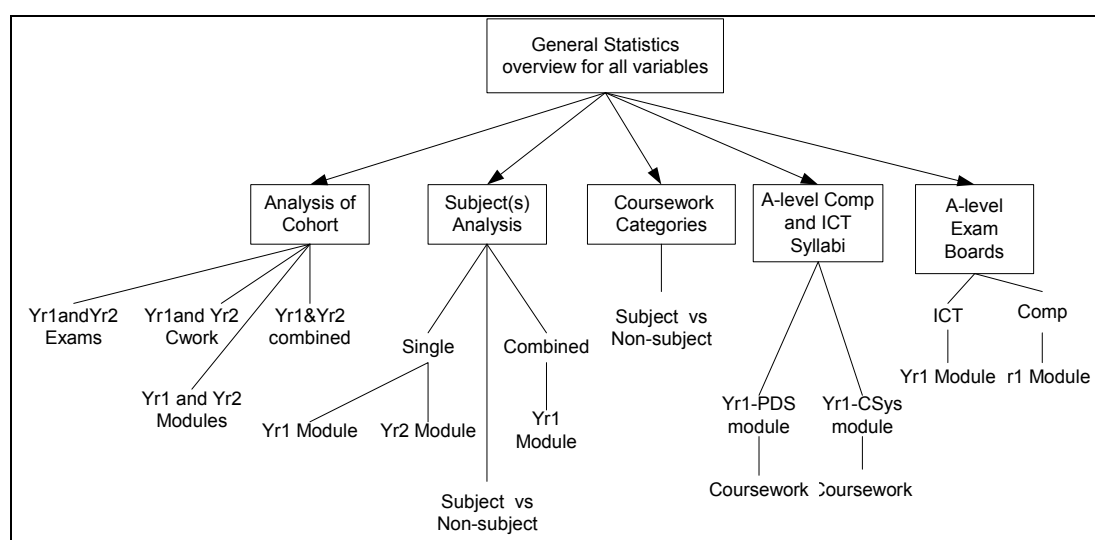 General Statistics
overview for all variables
Analysis of
Cohort
Subject(s)
Analysis
Coursework
Categories
A-level Comp
and ICT
Syllabi
A-level
Exam
Boards
Yr1andYr2
Exams
Yr1and Yr2
Cwork
Yr1&Yr2
combined
Yr1 and Yr2
Modules
Single
Combined
Yr1 Module
Yr2 Module
Yr1
Module
Subject vs
Non-subject
Subject vs
Non-subject
Yr1-PDS
module
Yr1-CSys
module
Coursework
Coursework
ICT
Comp
Yr1 Module
r1 Module